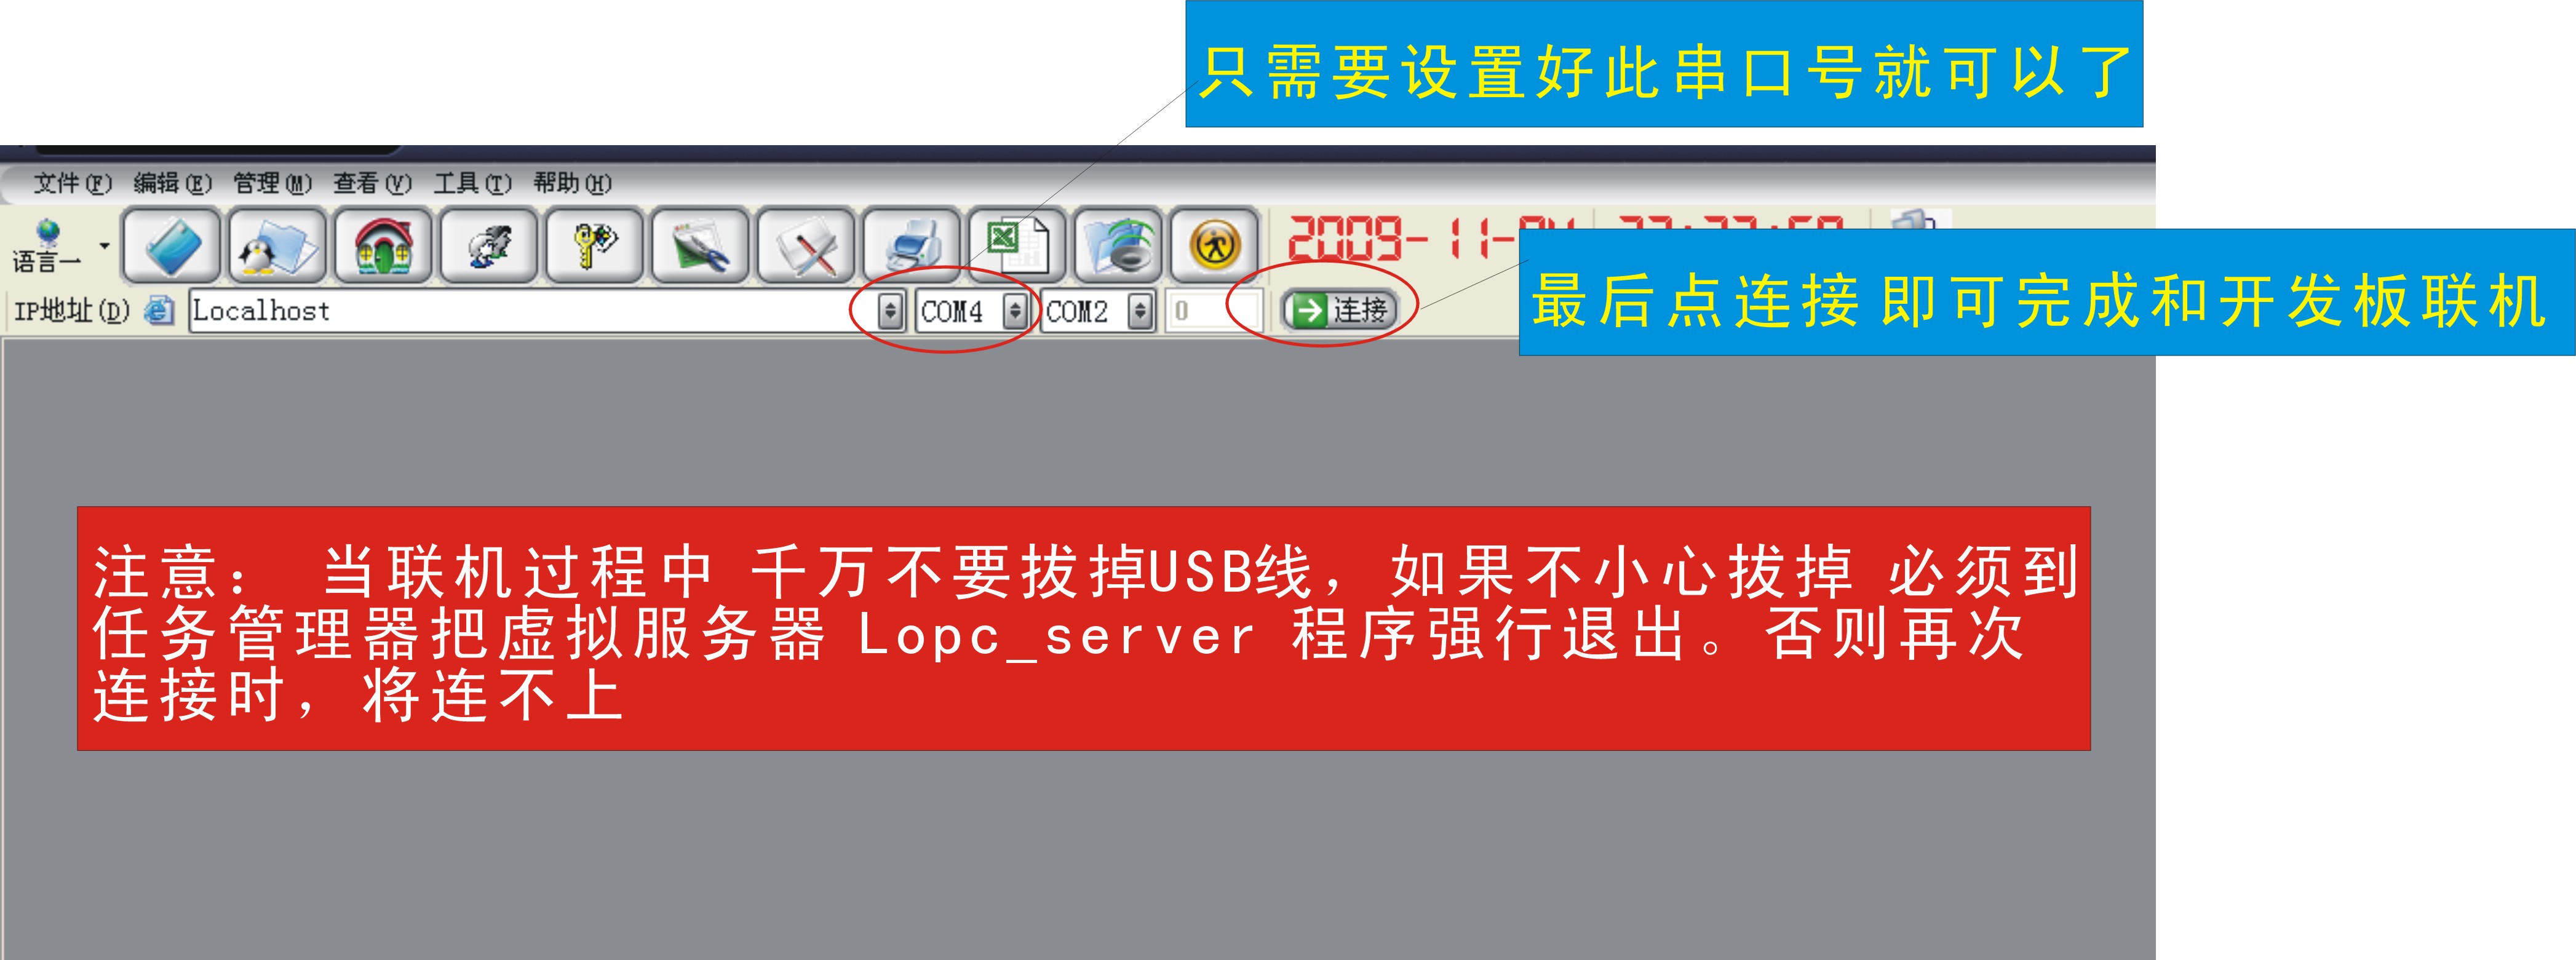 只需要设置好此串口号就可以了
文件(F) 编辑(E) 管理(M) 查看(V) 工具(T) 帮助(H)
语言一
2009-11-
IP地址(D) Localhost COM4 COM2 0 连接
最后点连接 即可完成和开发板联机
注意： 当联机过程中 千万不要拔掉USB线，如果不小心拔掉 必须到
任务管理器把虚拟服务器 Lopc_server 程序强行退出。否则再次
连接时，将连不上